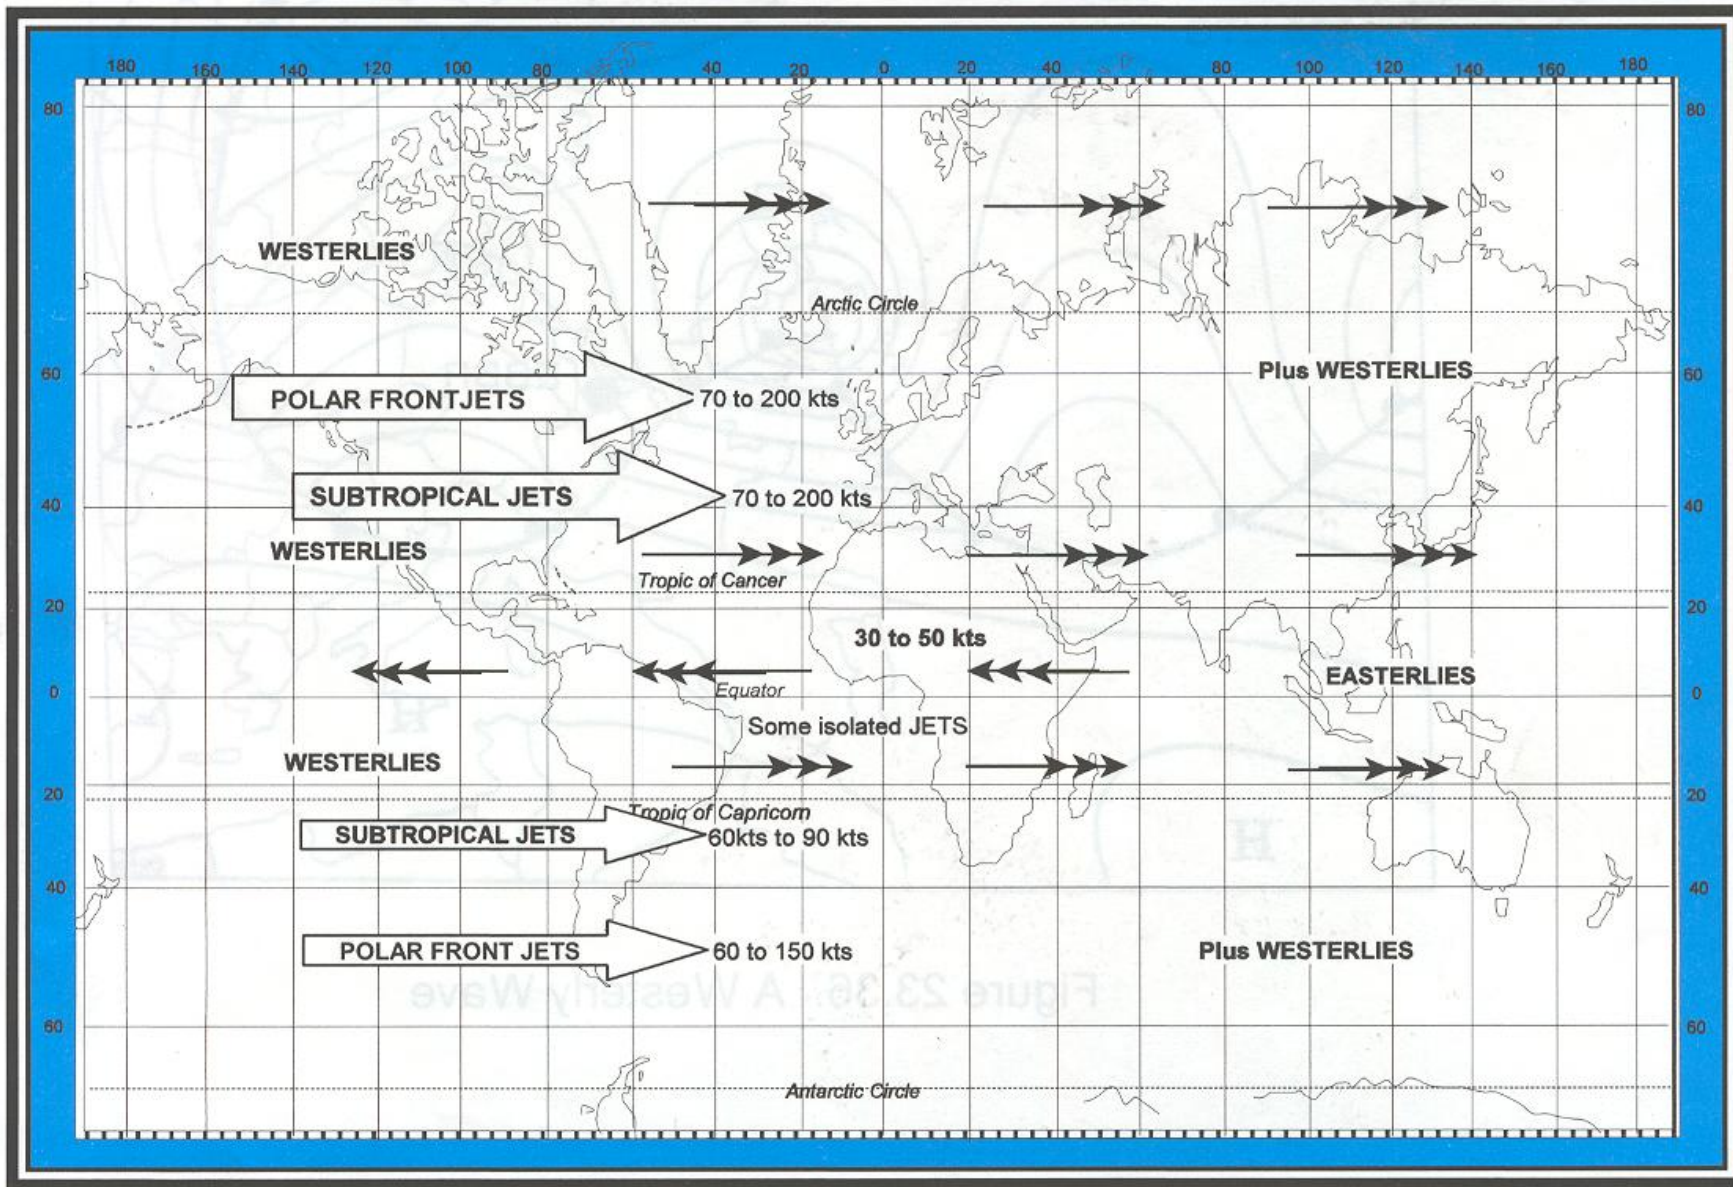 180 160 140 120 100 80 40 20 0 20 40 80 100 120 140 160 180
80 80
WESTERLIES
Arctic Circle
60 Plus WESTERLIES 60
POLAR FRONTJETS 70 to 200 kts
SUBTROPICAL JETS 70 to 200 kts
40 40
WESTERLIES
Tropic of Cancer
20 20
30 to 50 kts
EASTERLIES
0 Equator 0
Some isolated JETS
WESTERLIES
20 20
Tropic of Capricorn
SUBTROPICAL JETS 60kts to 90 kts
40 40
POLAR FRONT JETS 60 to 150 kts Plus WESTERLIES
Figure 23.36 A Westerly Wave
60 60
Antarctic Circle